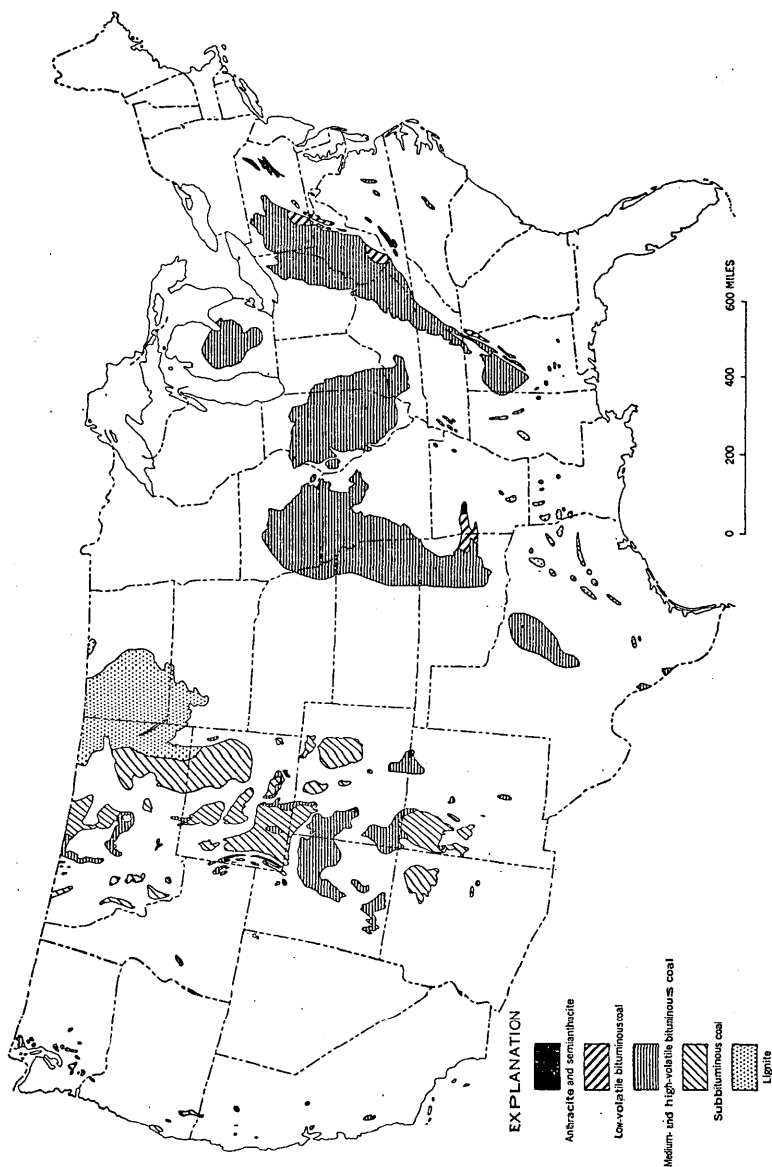 600 MILES
400
200
0
EXPLANATION
Anthracite and semianthacite
Low-volatile bituminous coal
Medium- and high-volatile bituminous coal
Subbituminous coal
Lignite